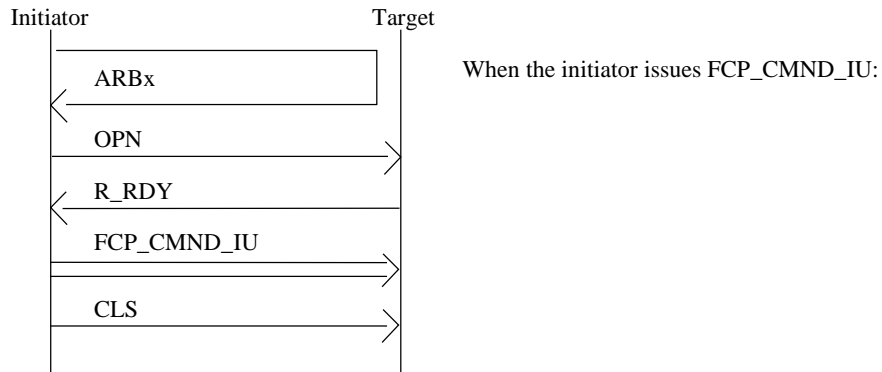 Initiator Target
When the initiator issues FCP_CMND_IU:
ARBx
OPN
R_RDY
FCP_CMND_IU
CLS